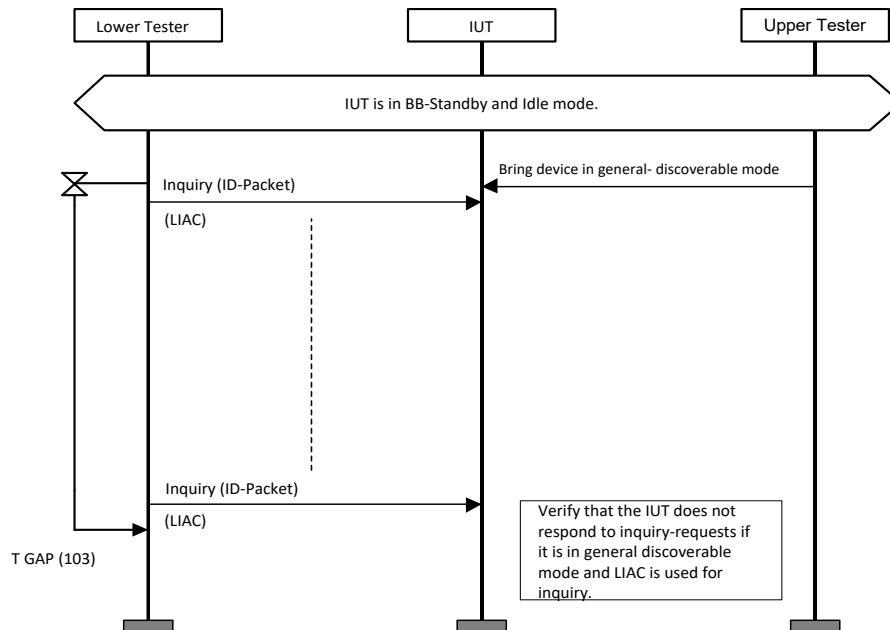 Lower Tester
IUT
Upper Tester
IUT is in BB-Standby and Idle mode.
Bring device in general- discoverable mode
Inquiry (ID-Packet)
(LIAC)
Inquiry (ID-Packet)
(LIAC)
T GAP (103)
Verify that the IUT does not
respond to inquiry-requests if
it is in general discoverable
mode and LIAC is used for
inquiry.